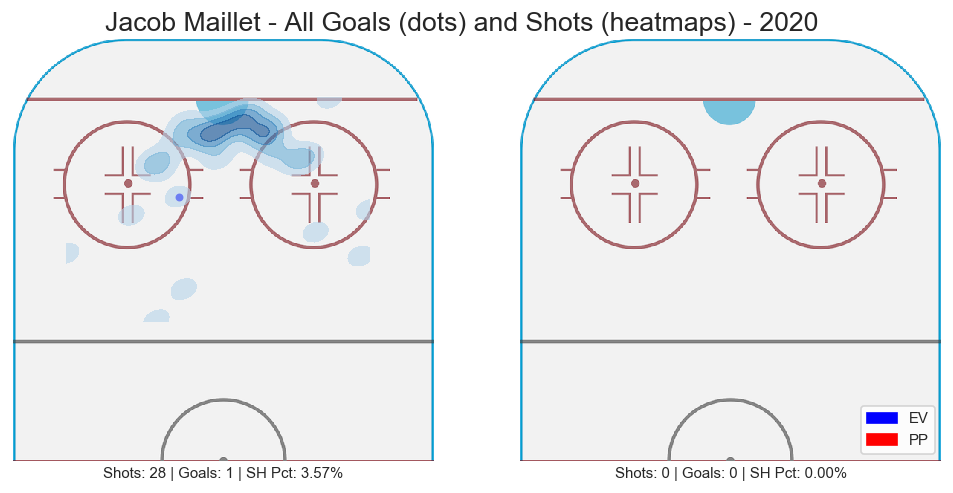 Jacob Maillet - All Goals (dots) and Shots (heatmaps) - 2020
EV
PP
Shots: 28 | Goals: 1 | SH Pct: 3.57%
Shots: 0 | Goals: 0 | SH Pct: 0.00%